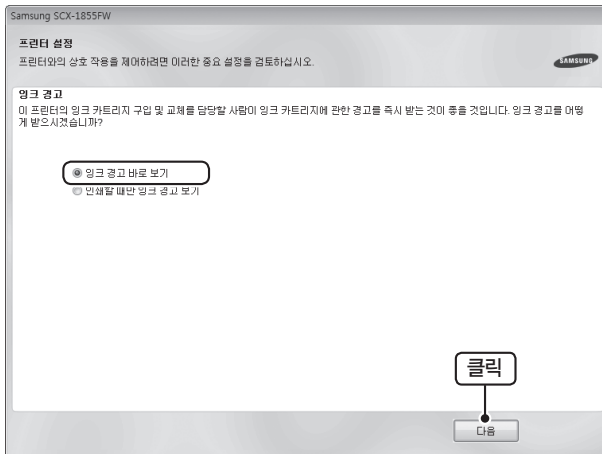 Samsung SCX-1855FW
프린터 설정
프린터와의 상호 작용을 제어하려면 이러한 중요 설정을 검토하십시오.
SAMSUNG
잉크 경고
이 프린터의 잉크 카트리지 구입 및 교체를 담당할 사람이 잉크 카트리지에 관한 경고를 즉시 받는 것이 좋을 것입니다. 잉크 경고를 어떻
게 받으시겠습니까?
잉크 경고 바로 보기
인쇄할 때만 잉크 경고 보기
클릭
다음